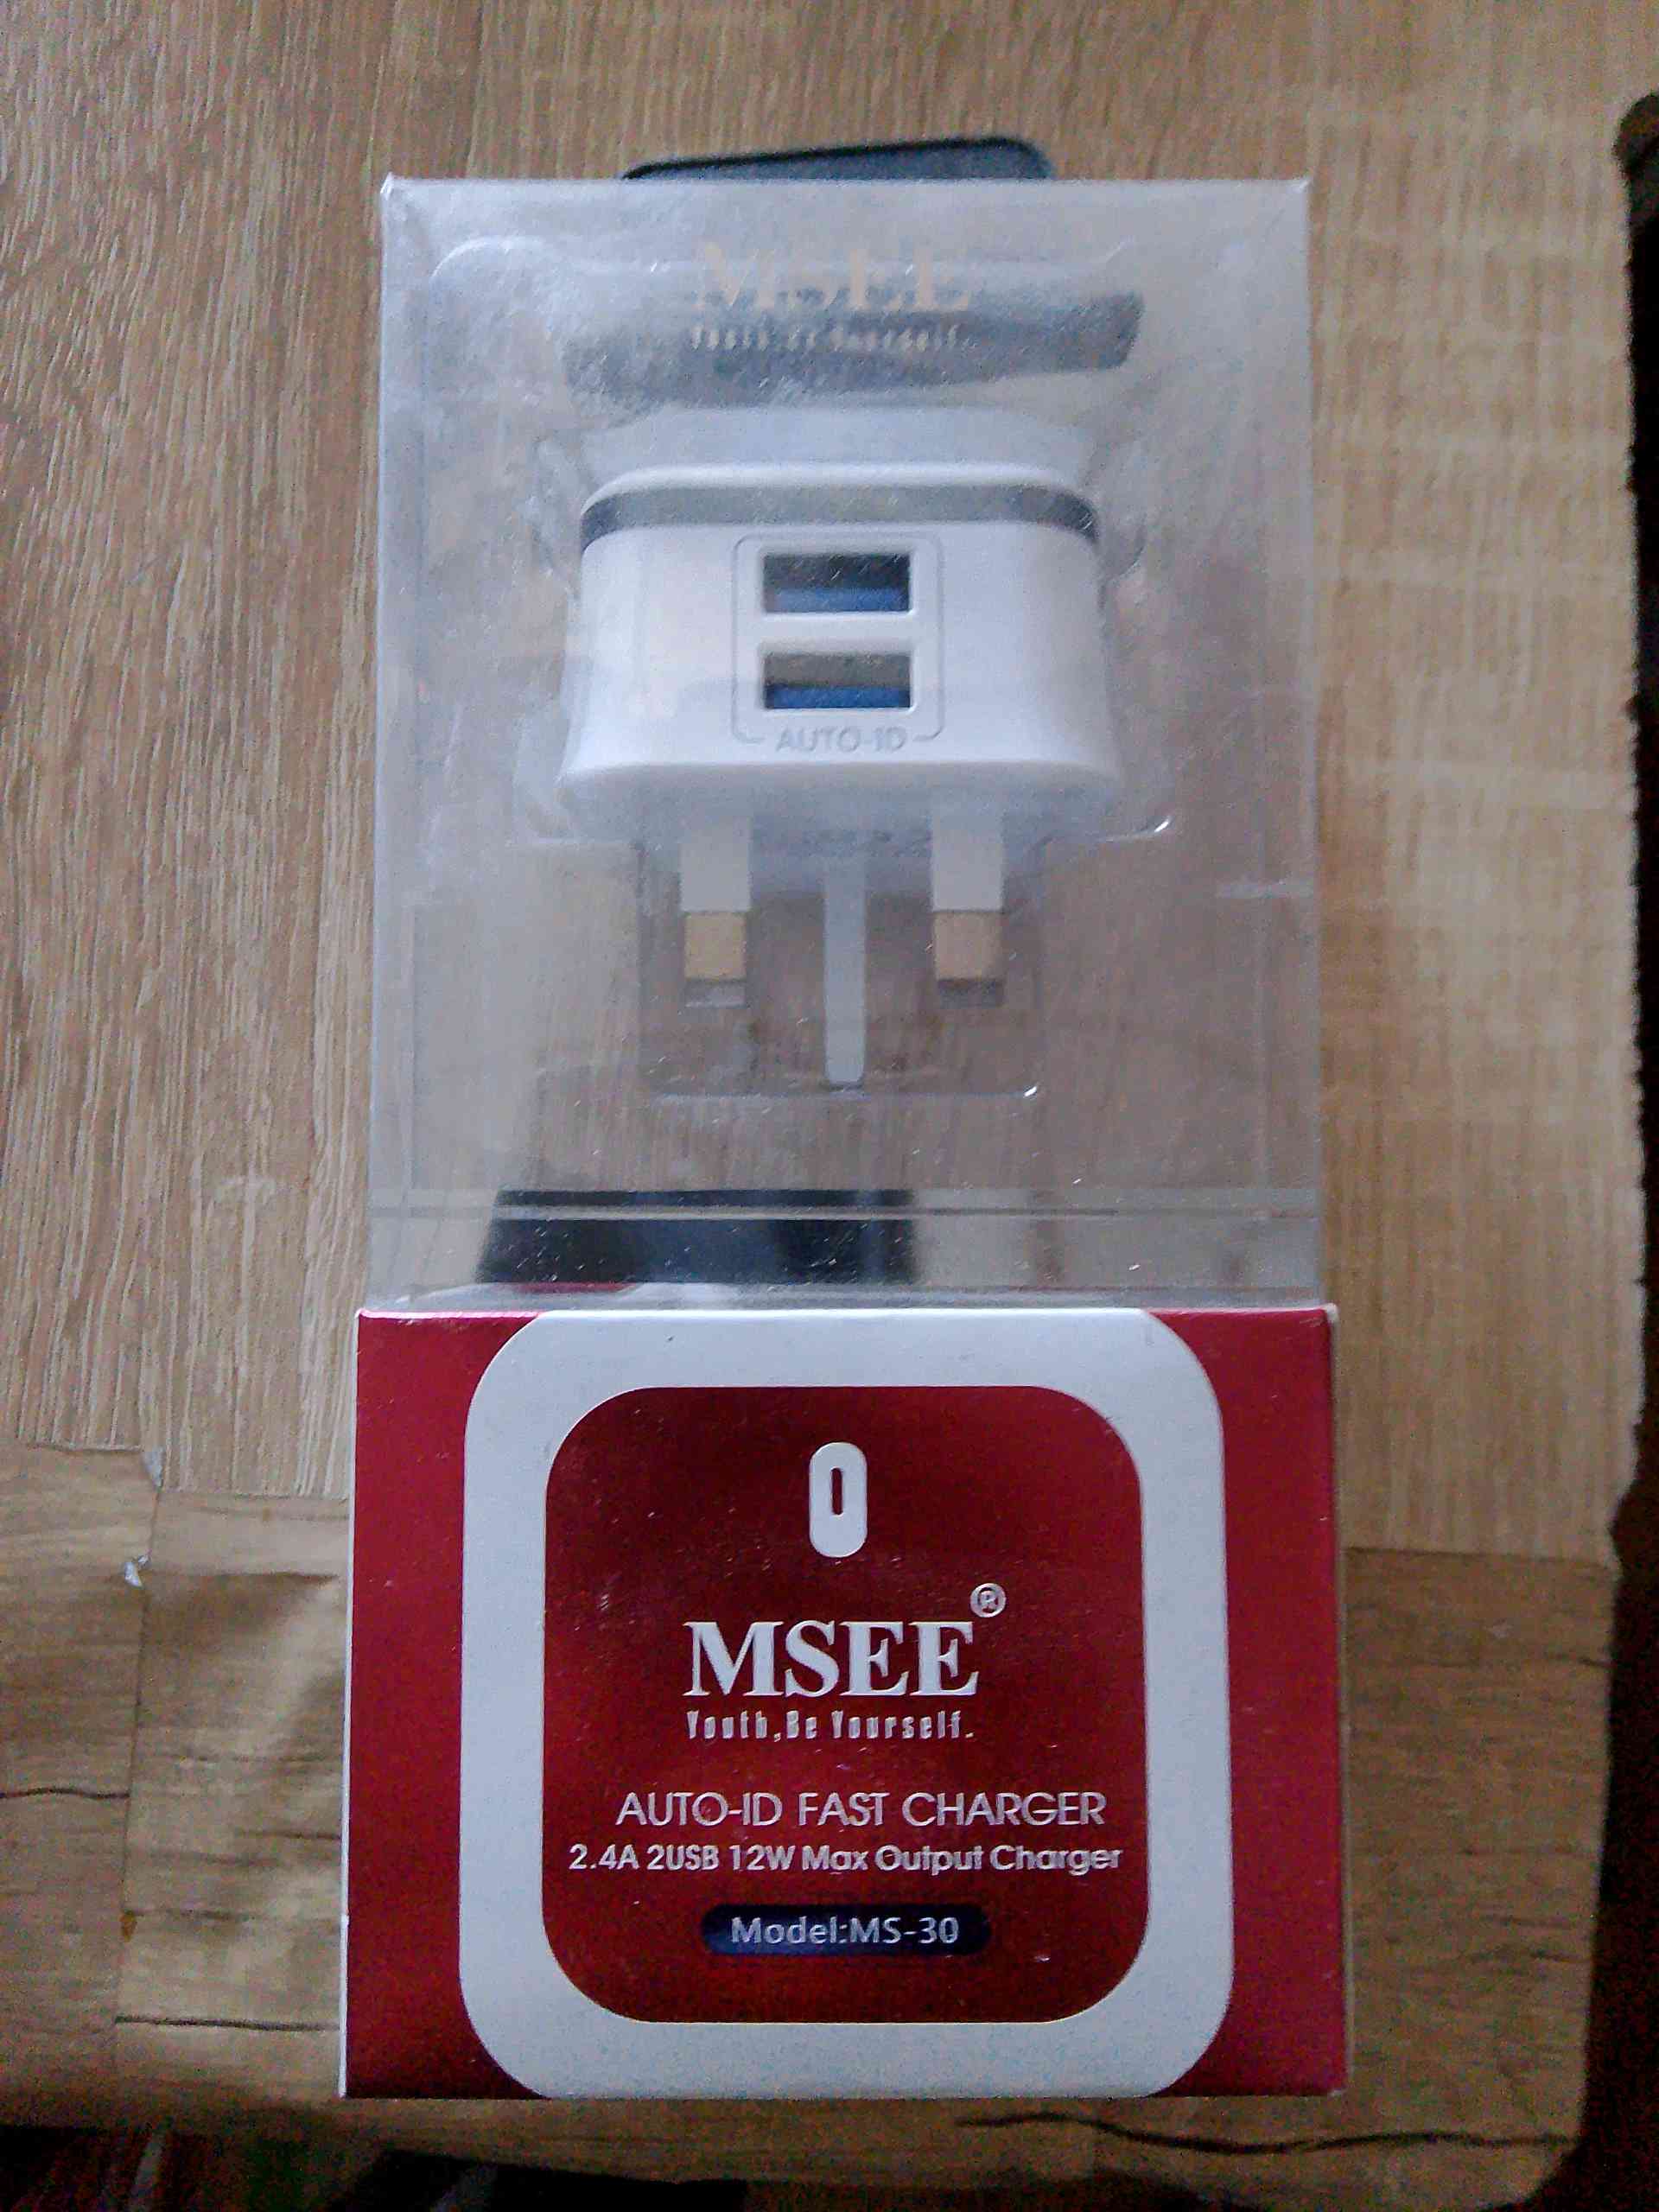 MSEE
Youth,Be Yourself.
AUTO-ID
MSEE®
Youth,Be Yourself.
AUTO-ID FAST CHARGER
2.4A 2USB 12W Max Output Charger
Model:MS-30